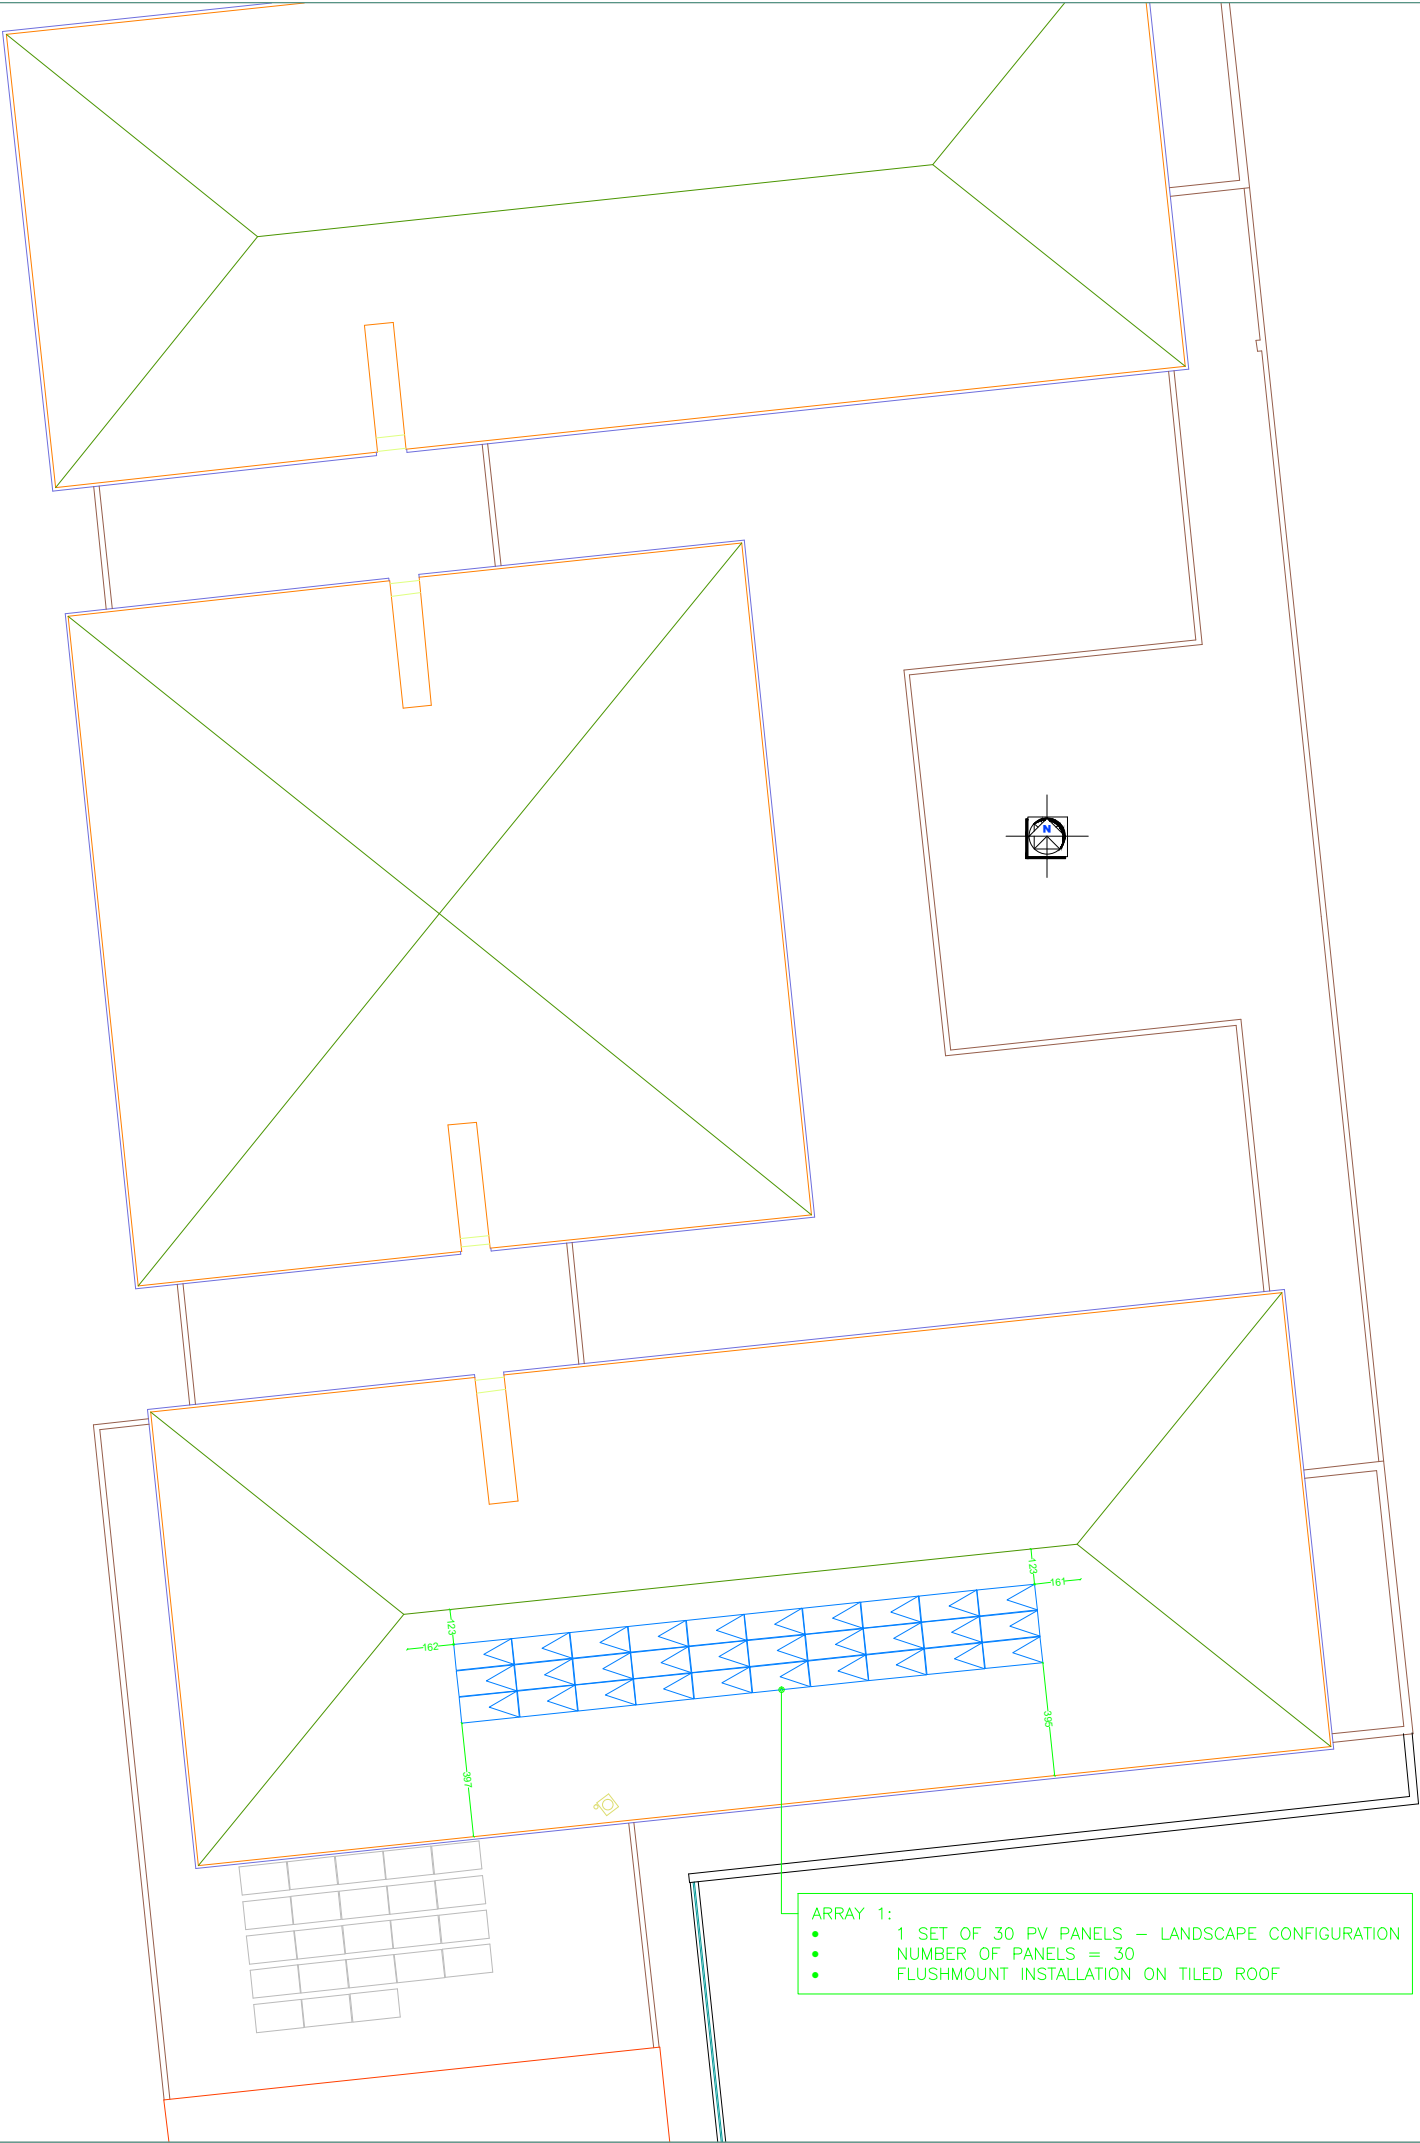 N
123
161
123
162
395
397
ARRAY 1:
• 1 SET OF 30 PV PANELS – LANDSCAPE CONFIGURATION
• NUMBER OF PANELS = 30
• FLUSHMOUNT INSTALLATION ON TILED ROOF